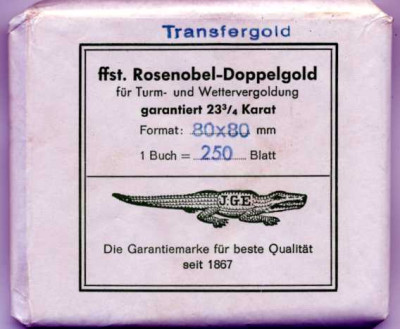 Transfergold
ffst. Rosenobel-Doppelgold
für Turm- und Wettervergoldung
garantiert 23³/₄ Karat
Format: 80x80 mm
1 Buch = 250 Blatt
J.G.E.
Die Garantiemarke für beste Qualität
seit 1867